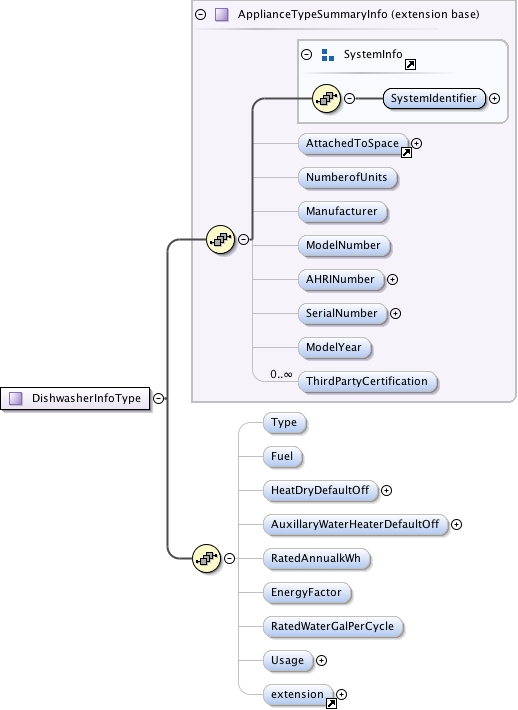 ApplianceTypeSummaryInfo (extension base)
SystemInfo
SystemIdentifier
AttachedToSpace
NumberofUnits
Manufacturer
ModelNumber
AHRINumber
SerialNumber
ModelYear
0..∞
ThirdPartyCertification
DishwasherInfoType
Type
Fuel
HeatDryDefaultOff
AuxillaryWaterHeaterDefaultOff
RatedAnnualkWh
EnergyFactor
RatedWaterGalPerCycle
Usage
extension